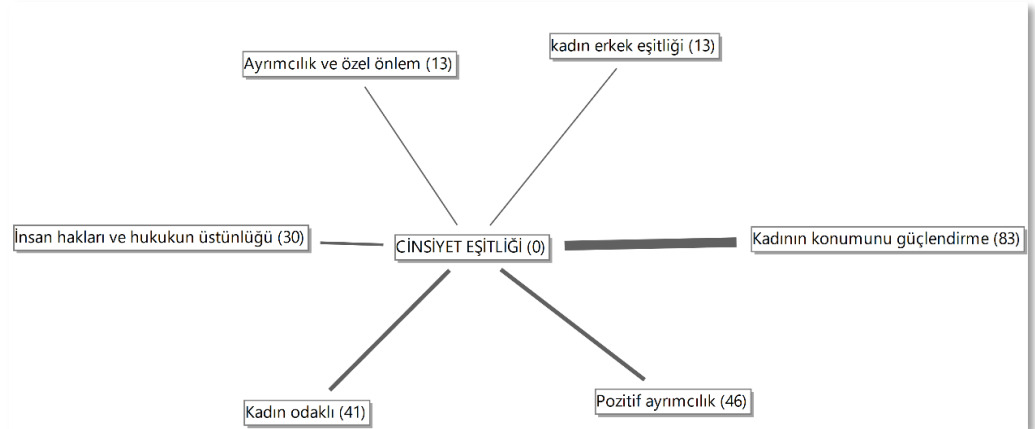 kadın erkek eşitliği (13)
Ayrımcılık ve özel önlem (13)
İnsan hakları ve hukukun üstünlüğü (30)
CİNSİYET EŞİTLİĞİ (0)
Kadının konumunu güçlendirme (83)
Kadın odaklı (41)
Pozitif ayrımcılık (46)